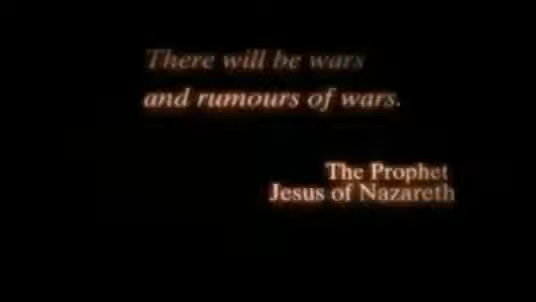 There will be wars
and rumours of wars.
The Prophet
Jesus of Nazareth